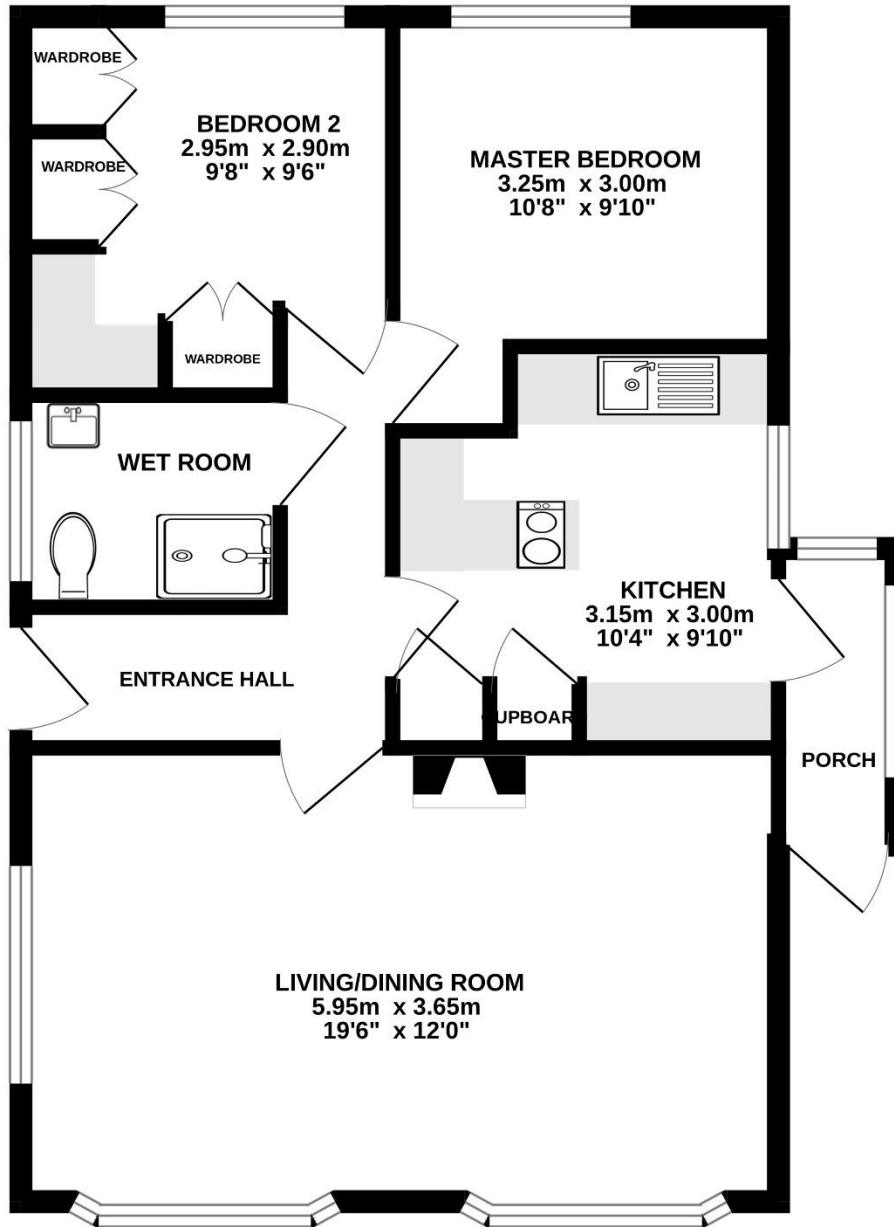 WARDROBE
BEDROOM 2
2.95m x 2.90m
9'8" x 9'6"
MASTER BEDROOM
3.25m x 3.00m
10'8" x 9'10"
WARDROBE
WARDROBE
WET ROOM
KITCHEN
3.15m x 3.00m
10'4" x 9'10"
ENTRANCE HALL
CUPBOARD
PORCH
LIVING/DINING ROOM
5.95m x 3.65m
19'6" x 12'0"